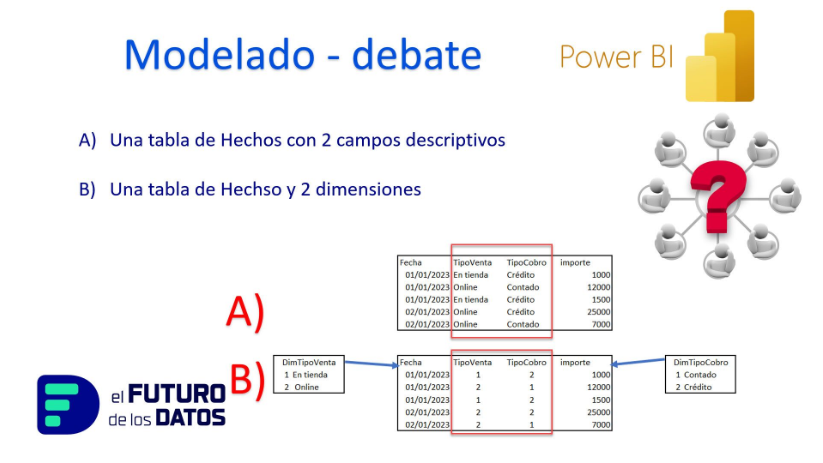 Modelado - debate
Power BI
A) Una tabla de Hechos con 2 campos descriptivos
B) Una tabla de Hechso y 2 dimensiones
?
A)
Fecha TipoVenta TipoCobro importe
01/01/2023 En tienda Crédito 1000
01/01/2023 Online Contado 12000
01/01/2023 En tienda Crédito 1500
02/01/2023 Online Crédito 25000
02/01/2023 Online Contado 7000
B)
DimTipoVenta
1 En tienda
2 Online
Fecha TipoVenta TipoCobro importe
01/01/2023 1 2 1000
01/01/2023 2 1 12000
01/01/2023 1 2 1500
02/01/2023 2 2 25000
02/01/2023 2 1 7000
DimTipoCobro
1 Contado
2 Crédito
el FUTURO
de los DATOS